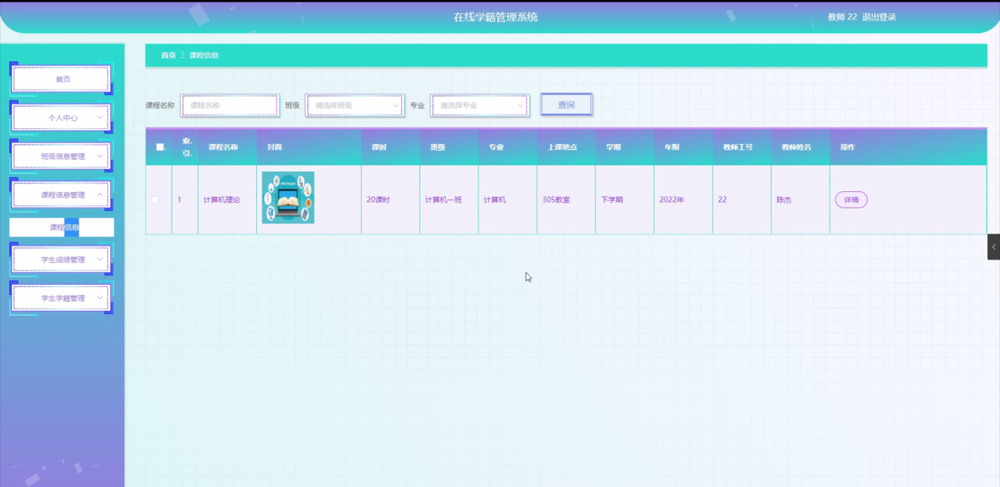 在线学籍管理系统
教师 22 退出登录
首页
个人中心
班级信息管理
课程信息管理
课程信息
学生成绩管理
学生学籍管理
首页 课程信息
课程名称 课程名称 班级 请选择班级 专业 请选择专业 查询
索引. 课程名称 封面 课时 班级 专业 上课地点 学期 年限 教师工号 教师姓名 操作
1 计算机理论 20课时 计算机一班 计算机 305教室 下学期 2022年 22 陈杰 详情